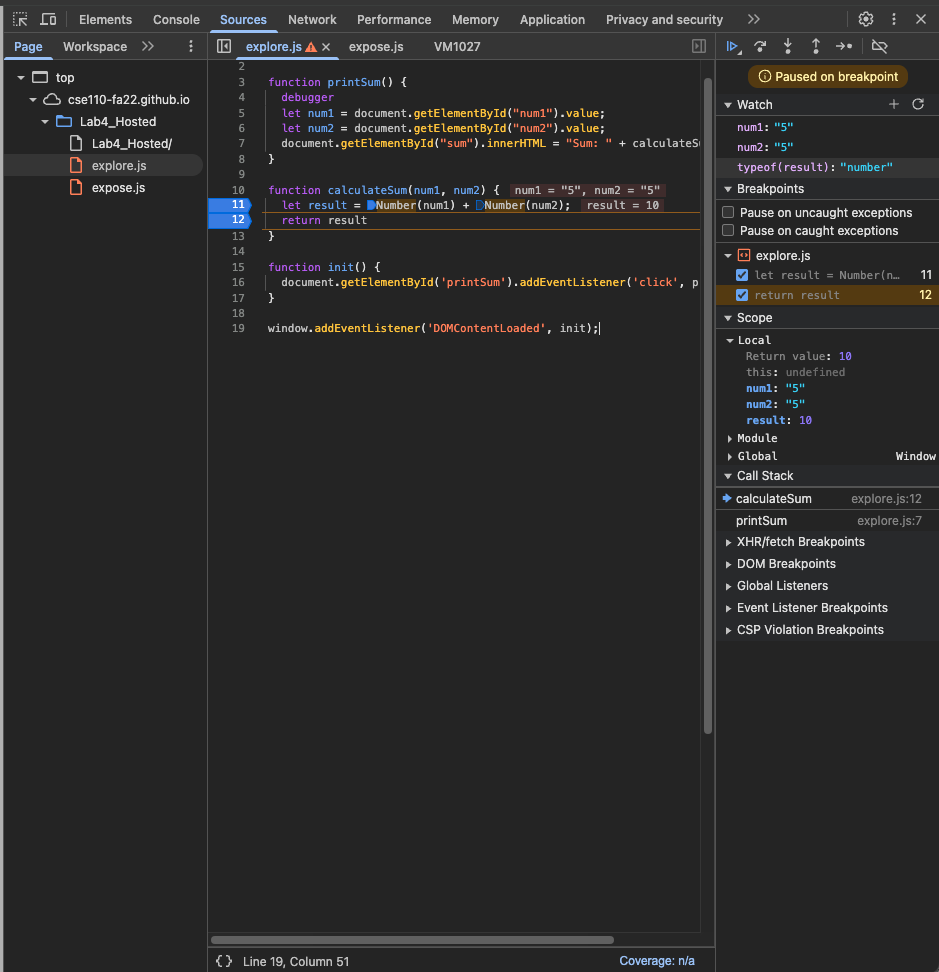 Elements Console Sources Network Performance Memory Application Privacy and security
Page Workspace
top
cse110-fa22.github.io
Lab4_Hosted
Lab4_Hosted/
explore.js
expose.js
explore.js expose.js VM1027
2
3 function printSum() {
4 debugger
5 let num1 = document.getElementById("num1").value;
6 let num2 = document.getElementById("num2").value;
7 document.getElementById("sum").innerHTML = "Sum: " + calculateS
8 }
9
10 function calculateSum(num1, num2) { num1 = "5", num2 = "5"
11 let result = Number(num1) + Number(num2); result = 10
12 return result
13 }
14
15 function init() {
16 document.getElementById('printSum').addEventListener('click', p
17 }
18
19 window.addEventListener('DOMContentLoaded', init);
{ } Line 19, Column 51 Coverage: n/a
Paused on breakpoint
Watch
num1: "5"
num2: "5"
typeof(result): "number"
Breakpoints
Pause on uncaught exceptions
Pause on caught exceptions
explore.js
let result = Number(n… 11
return result 12
Scope
Local
Return value: 10
this: undefined
num1: "5"
num2: "5"
result: 10
Module
Global Window
Call Stack
calculateSum explore.js:12
printSum explore.js:7
XHR/fetch Breakpoints
DOM Breakpoints
Global Listeners
Event Listener Breakpoints
CSP Violation Breakpoints